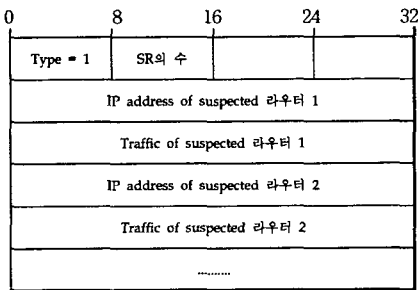 0 8 16 24 32
Type = 1 SR의 수
IP address of suspected 라우터 1
Traffic of suspected 라우터 1
IP address of suspected 라우터 2
Traffic of suspected 라우터 2
..........